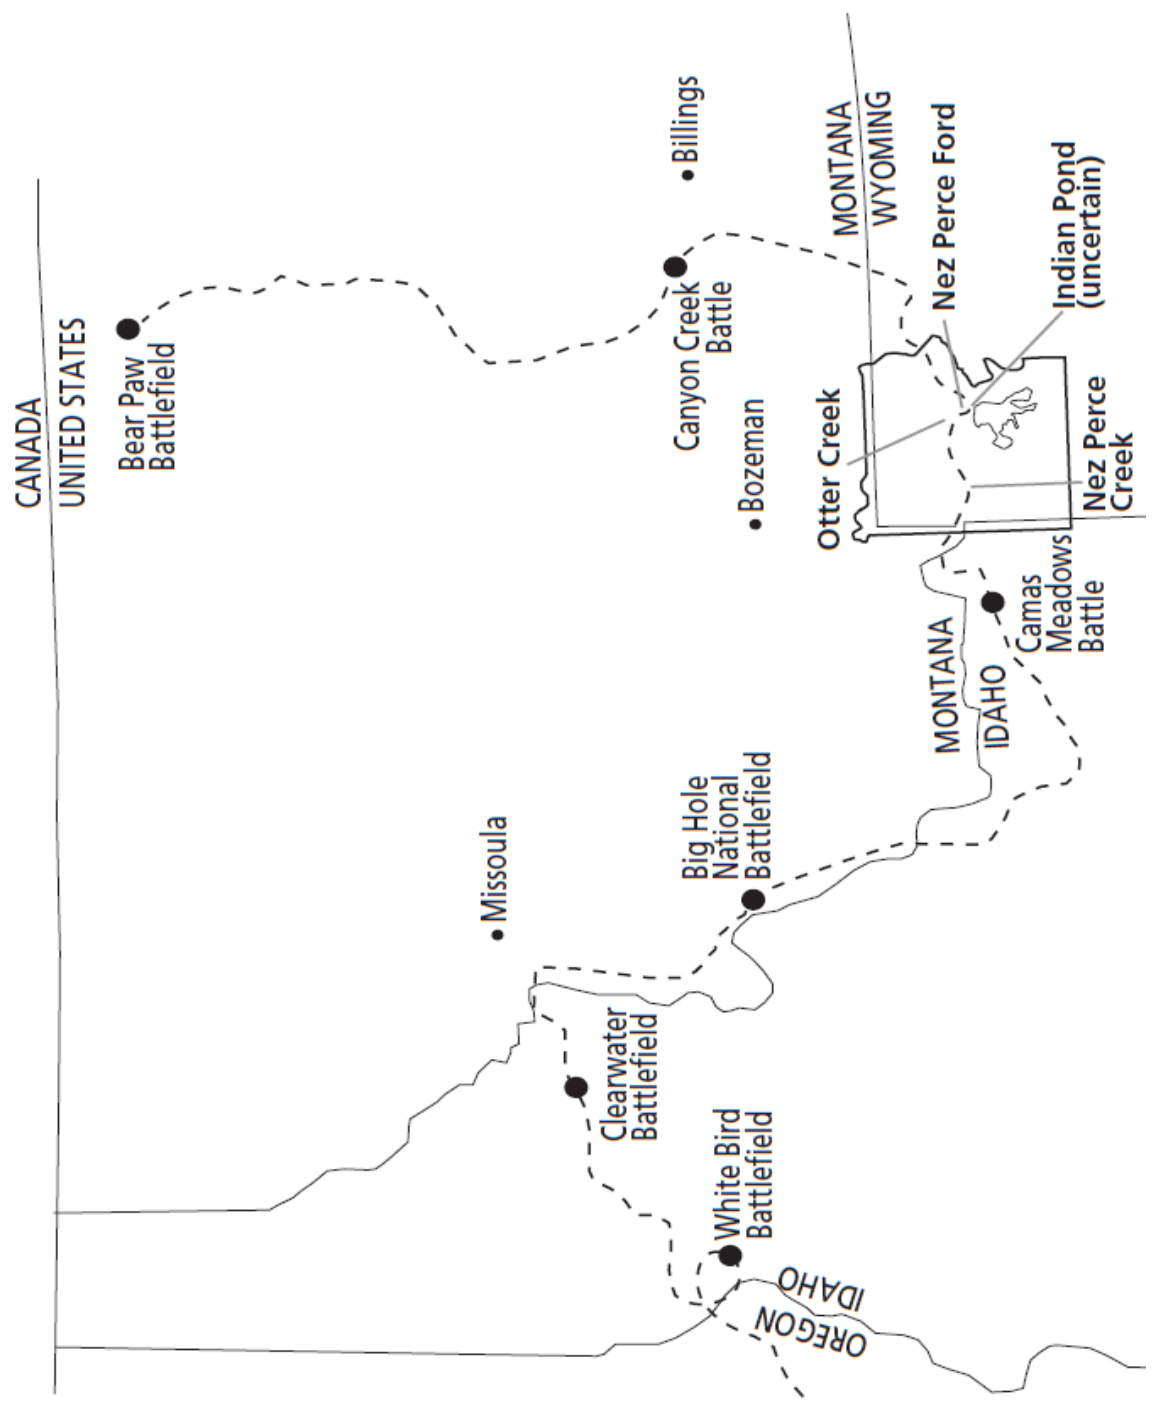 CANADA
UNITED STATES
Bear Paw
Battlefield
Billings
Canyon Creek
Battle
Bozeman
MONTANA
WYOMING
Nez Perce Ford
Indian Pond
(uncertain)
Otter Creek
Nez Perce
Creek
Camas
Meadows
Battle
MONTANA
IDAHO
Big Hole
National
Battlefield
Missoula
Clearwater
Battlefield
White Bird
Battlefield
IDAHO
OREGON